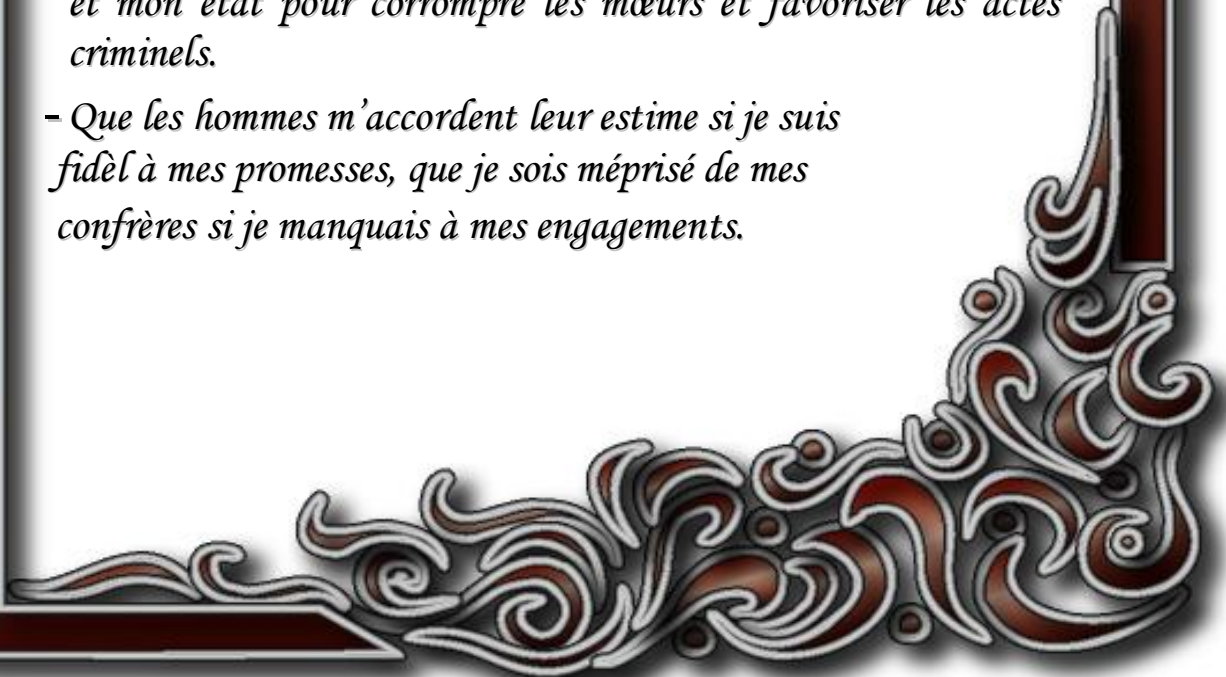 et mon état pour corrompre les mœurs et favoriser les actes
criminels.
- Que les hommes m’accordent leur estime si je suis
fidèl à mes promesses, que je sois méprisé de mes
confrères si je manquais à mes engagements.